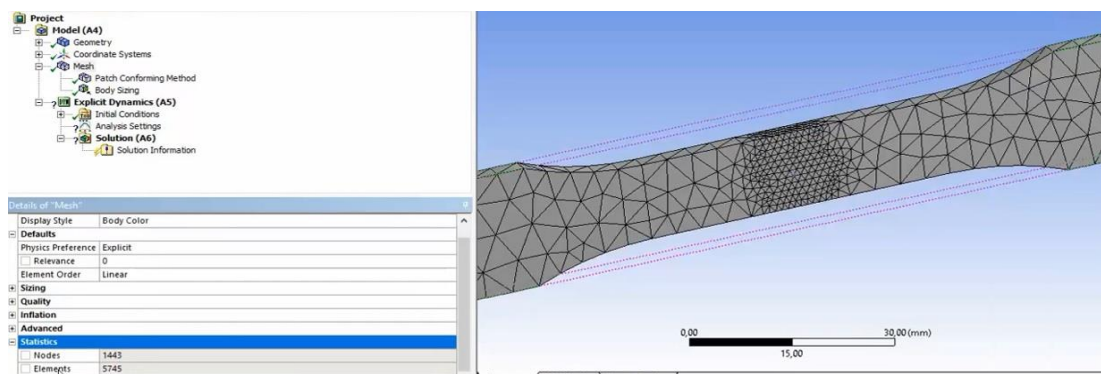 Project
Model (A4)
Geometry
Coordinate Systems
Mesh
Patch Conforming Method
Body Sizing
Explicit Dynamics (A5)
Initial Conditions
Analysis Settings
Solution (A6)
Solution Information
Details of "Mesh"
Display Style Body Color
Defaults
Physics Preference Explicit
Relevance 0
Element Order Linear
Sizing
Quality
Inflation
Advanced
Statistics
Nodes 1443
Elements 5745
0,00 30,00 (mm)
15,00